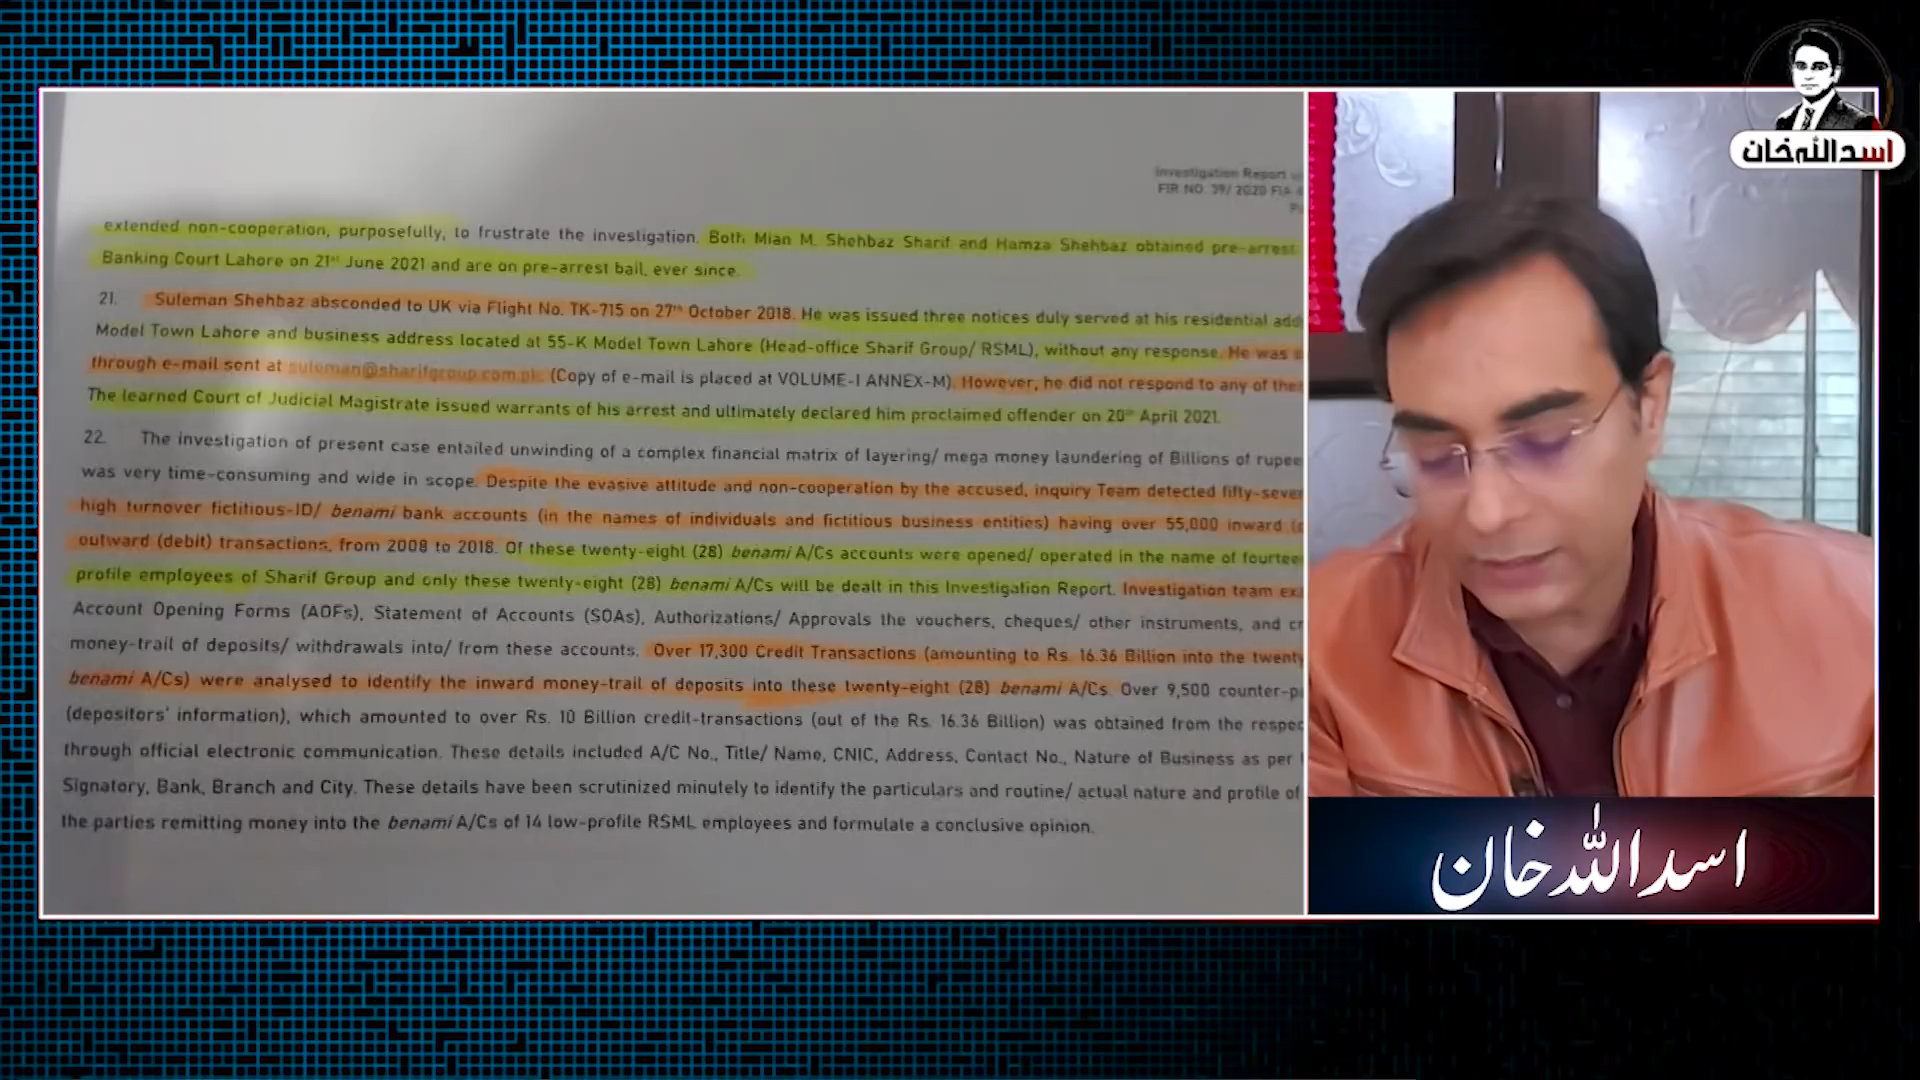 اسداللہ خان
Investigation Report
FIR NO. 39/ 2020 FIA
extended non-cooperation, purposefully, to frustrate the investigation. Both Mian M. Shehbaz Sharif and Hamza Shehbaz obtained pre-arrest
Banking Court Lahore on 21st June 2021 and are on pre-arrest bail, ever since.
21. Suleman Shehbaz absconded to UK via Flight No. TK-715 on 27th October 2018. He was issued three notices duly served at his residential add
Model Town Lahore and business address located at 55-K Model Town Lahore (Head-office Sharif Group/ RSML), without any response. He was
through e-mail sent at suleman@sharifgroup.com.pk. (Copy of e-mail is placed at VOLUME-I ANNEX-M). However, he did not respond to any of the
The learned Court of Judicial Magistrate issued warrants of his arrest and ultimately declared him proclaimed offender on 20th April 2021.
22. The investigation of present case entailed unwinding of a complex financial matrix of layering/ mega money laundering of Billions of rupee
was very time-consuming and wide in scope. Despite the evasive attitude and non-cooperation by the accused, inquiry Team detected fifty-seve
high turnover fictitious-ID/ benami bank accounts (in the names of individuals and fictitious business entities) having over 55,000 inward
outward (debit) transactions, from 2008 to 2018. Of these twenty-eight (28) benami A/Cs accounts were opened/ operated in the name of fourtee
profile employees of Sharif Group and only these twenty-eight (28) benami A/Cs will be dealt in this Investigation Report. Investigation team ex
Account Opening Forms (AOFs), Statement of Accounts (SOAs), Authorizations/ Approvals the vouchers, cheques/ other instruments, and cr
money-trail of deposits/ withdrawals into/ from these accounts. Over 17,300 Credit Transactions (amounting to Rs. 16.36 Billion into the twenty
benami A/Cs) were analysed to identify the inward money-trail of deposits into these twenty-eight (28) benami A/Cs. Over 9,500 counter-p
(depositors' information), which amounted to over Rs. 10 Billion credit-transactions (out of the Rs. 16.36 Billion) was obtained from the respec
through official electronic communication. These details included A/C No., Title/ Name, CNIC, Address, Contact No., Nature of Business as per
Signatory, Bank, Branch and City. These details have been scrutinized minutely to identify the particulars and routine/ actual nature and profile of
the parties remitting money into the benami A/Cs of 14 low-profile RSML employees and formulate a conclusive opinion.
اسداللہ خان